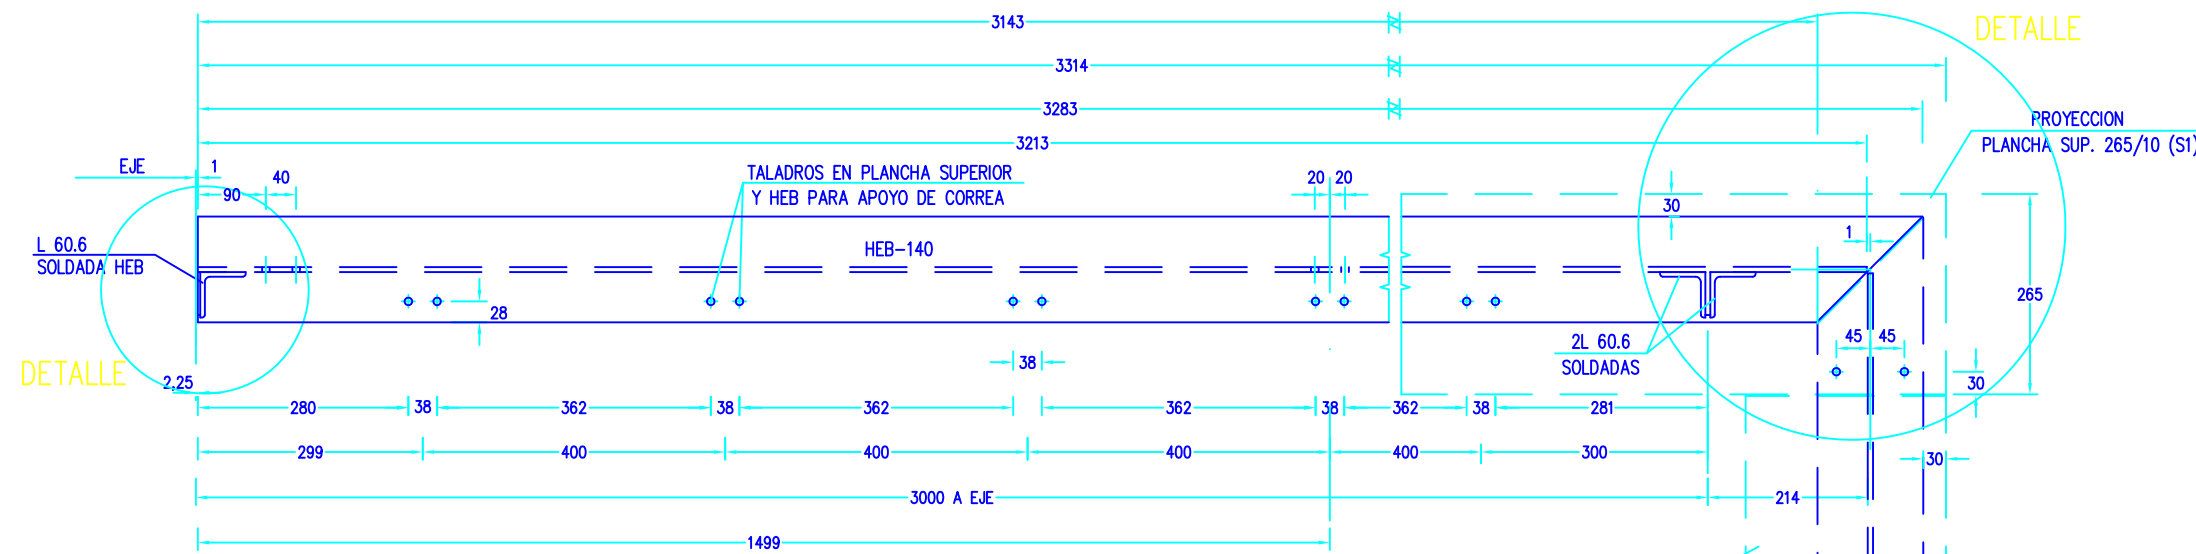 3143
DETALLE
3314
3283
PROYECCION
PLANCHA SUP. 265/10 (S1)
3213
EJE
1
40
90
TALADROS EN PLANCHA SUPERIOR
Y HEB PARA APOYO DE CORREA
20 20
30
1
L 60.6
SOLDADA HEB
HEB-140
265
28
45 45
2L 60.6
SOLDADAS
38
DETALLE
2,25
30
280 38 362 38 362 362 38 362 38 281
299 400 400 400 400 300
30
3000 A EJE
214
1499